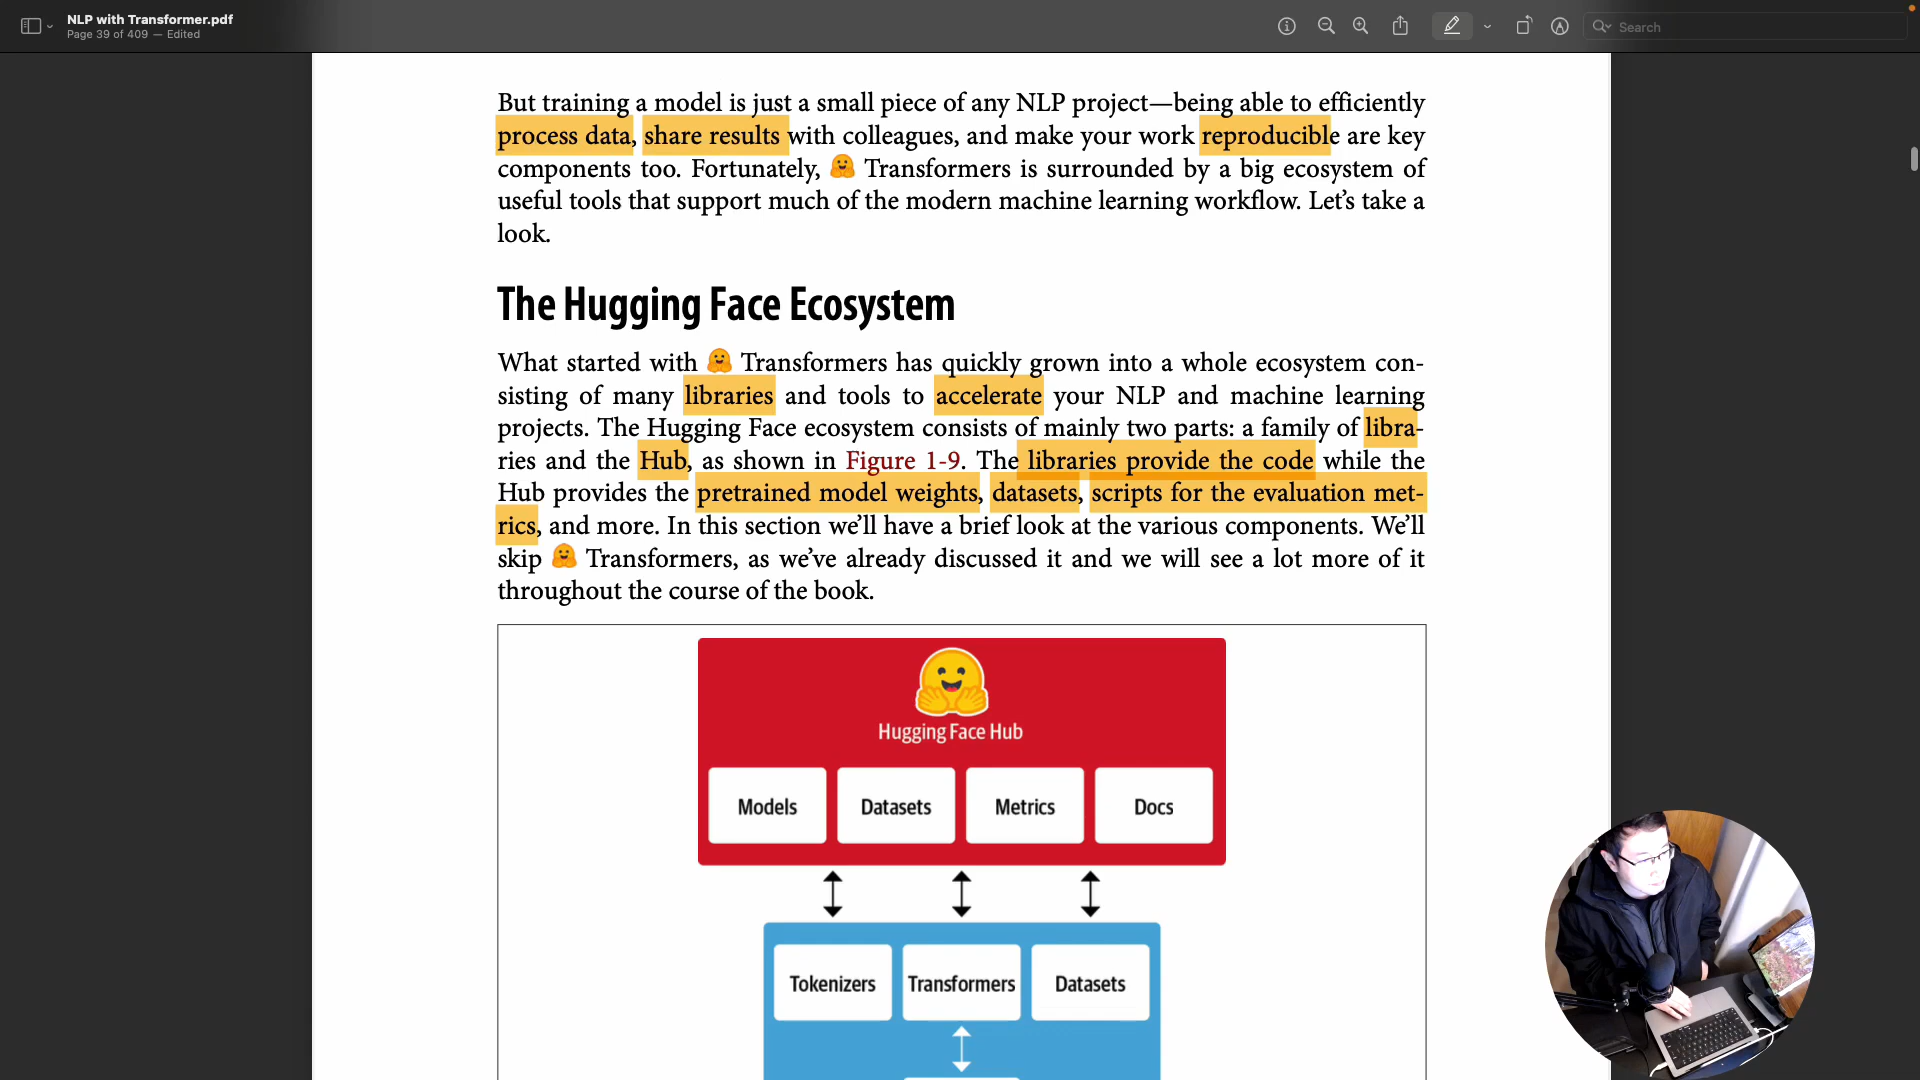 NLP with Transformer.pdf
Page 39 of 409 — Edited
Search
But training a model is just a small piece of any NLP project—being able to efficiently
process data, share results with colleagues, and make your work reproducible are key
components too. Fortunately, 🤗 Transformers is surrounded by a big ecosystem of
useful tools that support much of the modern machine learning workflow. Let’s take a
look.
The Hugging Face Ecosystem
What started with 🤗 Transformers has quickly grown into a whole ecosystem con-
sisting of many libraries and tools to accelerate your NLP and machine learning
projects. The Hugging Face ecosystem consists of mainly two parts: a family of libra-
ries and the Hub, as shown in Figure 1-9. The libraries provide the code while the
Hub provides the pretrained model weights, datasets, scripts for the evaluation met-
rics, and more. In this section we’ll have a brief look at the various components. We’ll
skip 🤗 Transformers, as we’ve already discussed it and we will see a lot more of it
throughout the course of the book.
Hugging Face Hub
Models Datasets Metrics Docs
Tokenizers Transformers Datasets